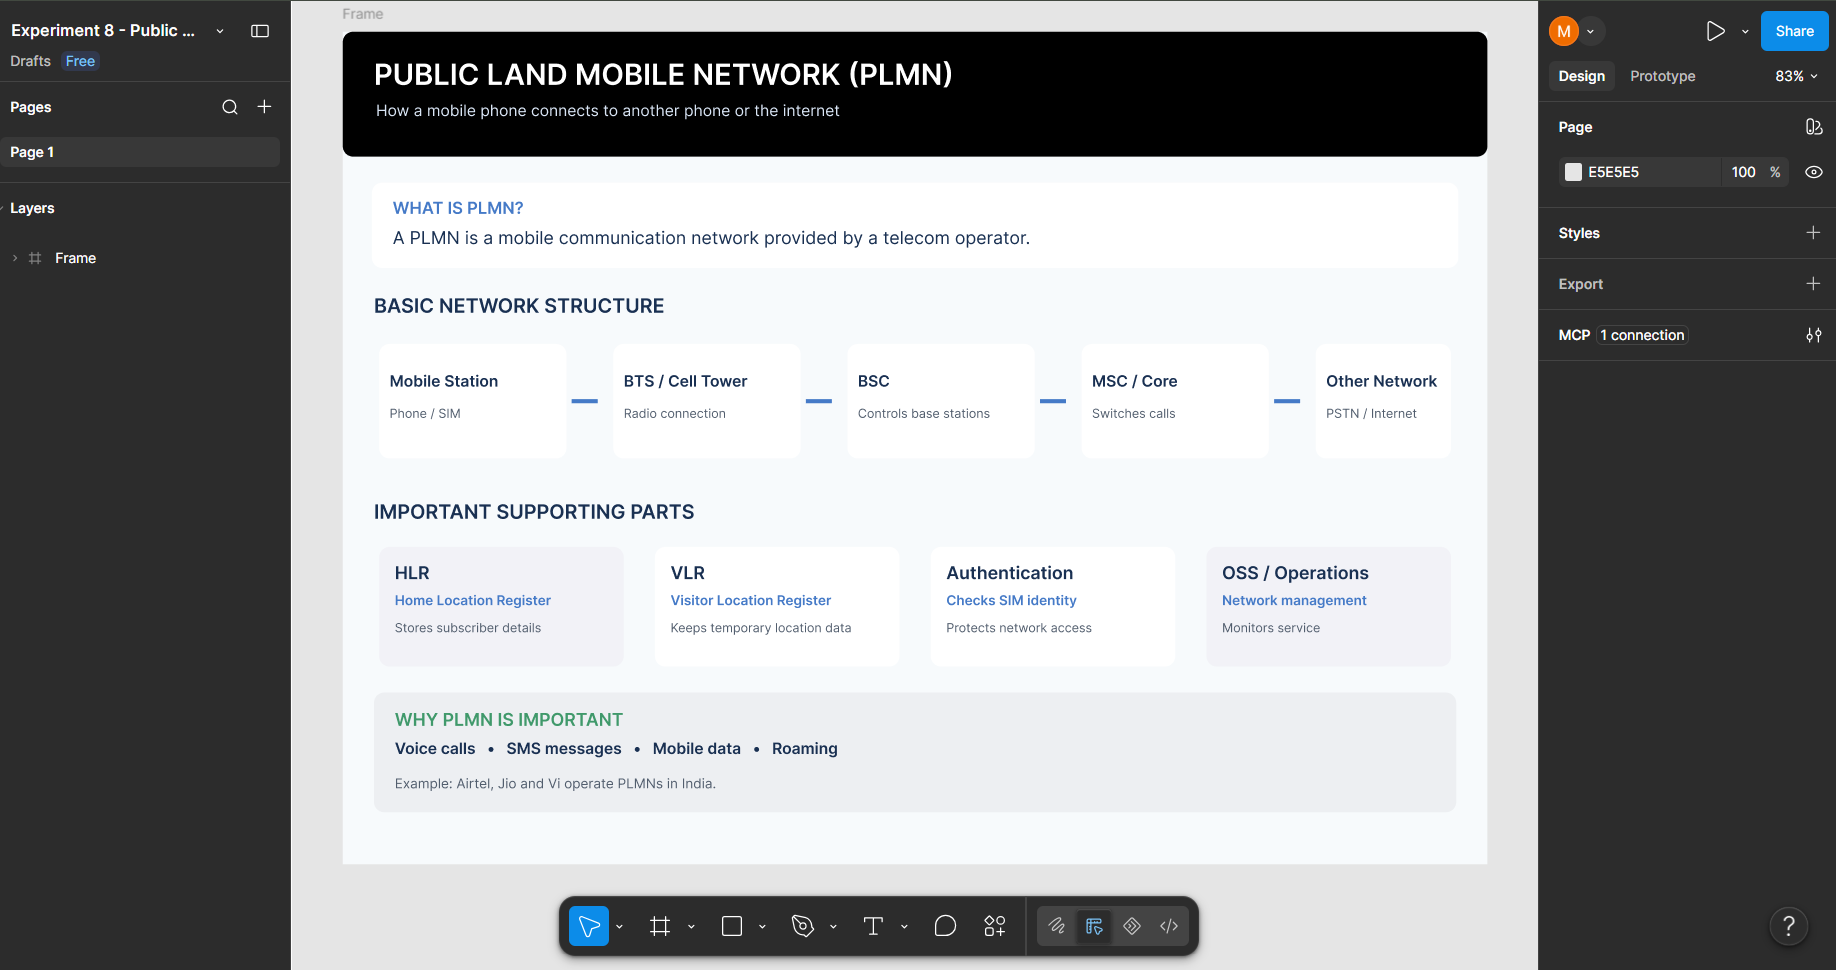 Experiment 8 - Public ...
Drafts Free
Pages
Page 1
Layers
Frame
Frame
PUBLIC LAND MOBILE NETWORK (PLMN)
How a mobile phone connects to another phone or the internet
WHAT IS PLMN?
A PLMN is a mobile communication network provided by a telecom operator.
BASIC NETWORK STRUCTURE
Mobile Station
Phone / SIM
BTS / Cell Tower
Radio connection
BSC
Controls base stations
MSC / Core
Switches calls
Other Network
PSTN / Internet
IMPORTANT SUPPORTING PARTS
HLR
Home Location Register
Stores subscriber details
VLR
Visitor Location Register
Keeps temporary location data
Authentication
Checks SIM identity
Protects network access
OSS / Operations
Network management
Monitors service
WHY PLMN IS IMPORTANT
Voice calls • SMS messages • Mobile data • Roaming
Example: Airtel, Jio and Vi operate PLMNs in India.
M
Share
Design Prototype 83%
Page
E5E5E5 100 %
Styles
Export
MCP 1 connection
?